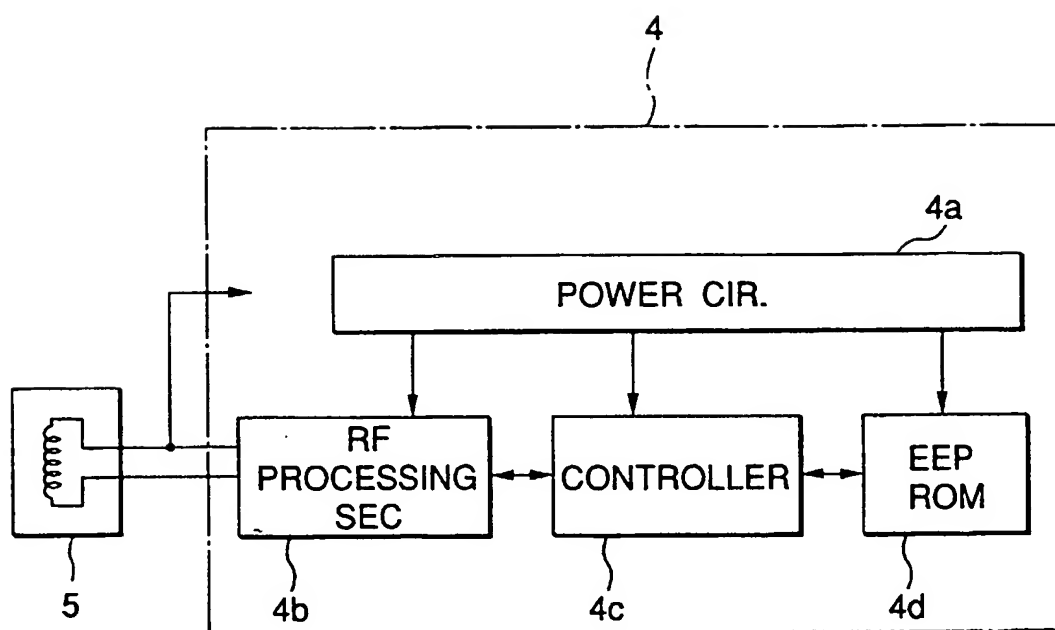 4
4a
POWER CIR.
RF
PROCESSING
SEC
CONTROLLER
EEP
ROM
5
4b
4c
4d